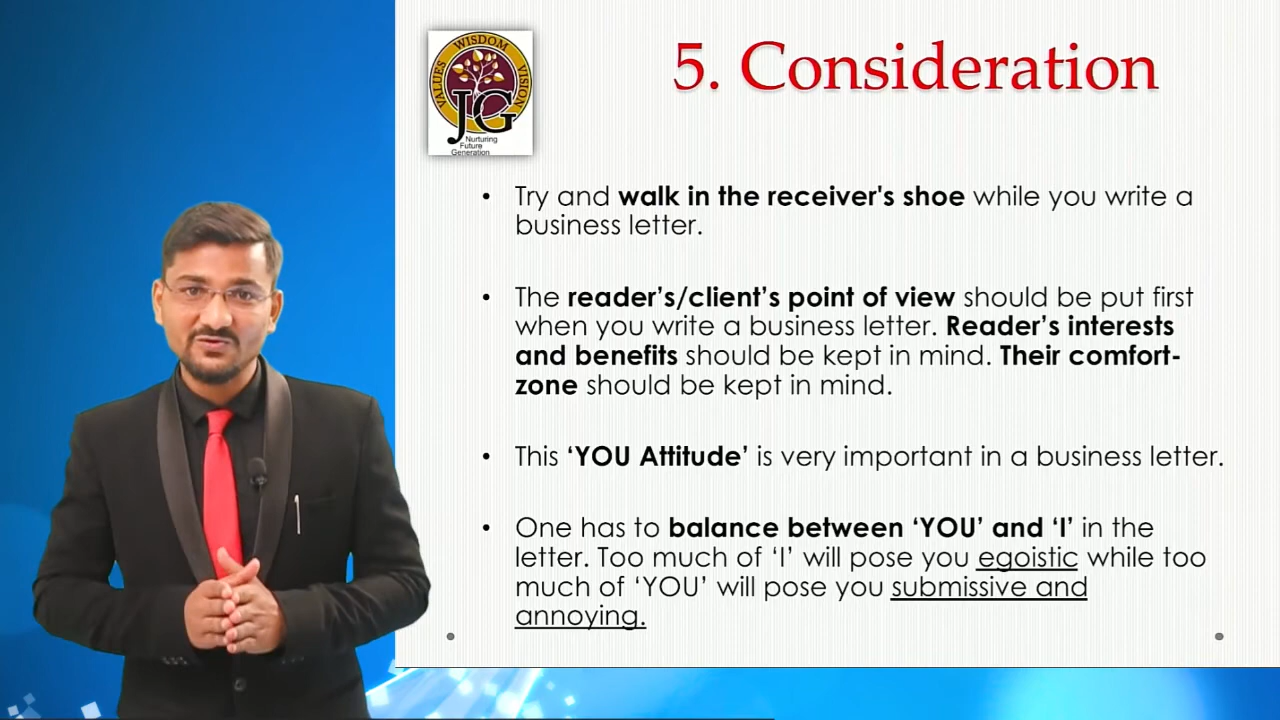 VALUES WISDOM VISION
JG
Nurturing
Future
Generation
5. Consideration
• Try and walk in the receiver's shoe while you write a
business letter.
• The reader’s/client’s point of view should be put first
when you write a business letter. Reader’s interests
and benefits should be kept in mind. Their comfort-
zone should be kept in mind.
• This ‘YOU Attitude’ is very important in a business letter.
• One has to balance between ‘YOU’ and ‘I’ in the
letter. Too much of ‘I’ will pose you egoistic while too
much of ‘YOU’ will pose you submissive and
annoying.